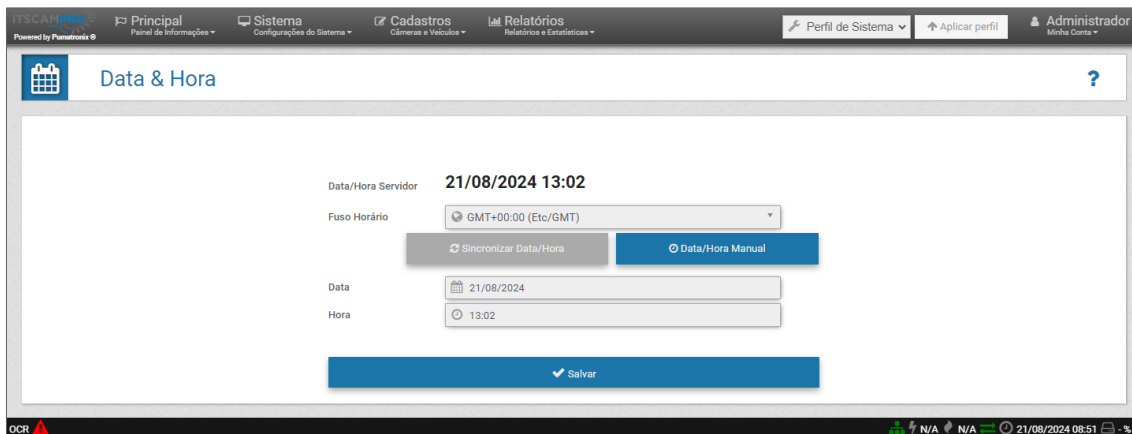 ITSCAMPRO
Powered by Pumatronix ®
Principal
Painel de Informações
Sistema
Configurações do Sistema
Cadastros
Câmeras e Veículos
Relatórios
Relatórios e Estatísticas
Perfil de Sistema
Aplicar perfil
Administrador
Minha Conta
Data & Hora
?
Data/Hora Servidor 21/08/2024 13:02
Fuso Horário GMT+00:00 (Etc/GMT)
Sincronizar Data/Hora Data/Hora Manual
Data 21/08/2024
Hora 13:02
Salvar
OCR N/A N/A 21/08/2024 08:51 - %